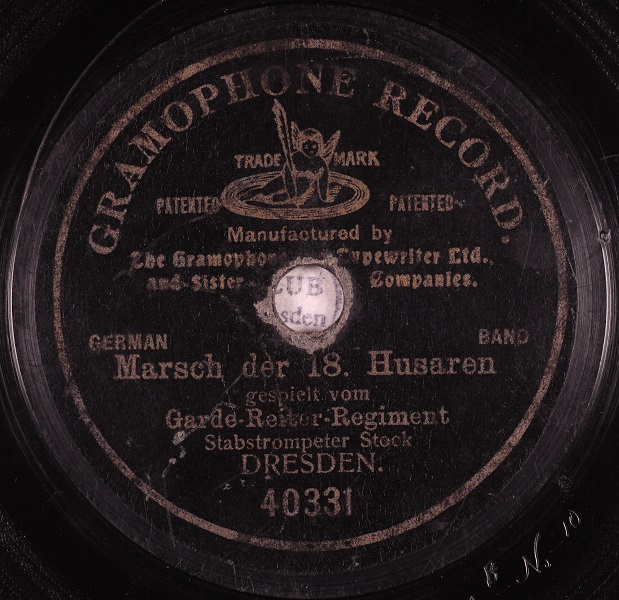 GRAMOPHONE RECORD.
TRADE MARK
PATENTED PATENTED
Manufactured by
The Gramophone Typewriter Ltd.,
and Sister Companies.
UB
sden
GERMAN BAND
Marsch der 18. Husaren
gespielt vom
Garde-Reiter-Regiment
Stabstrompeter Stock
DRESDEN.
40331
N. 10